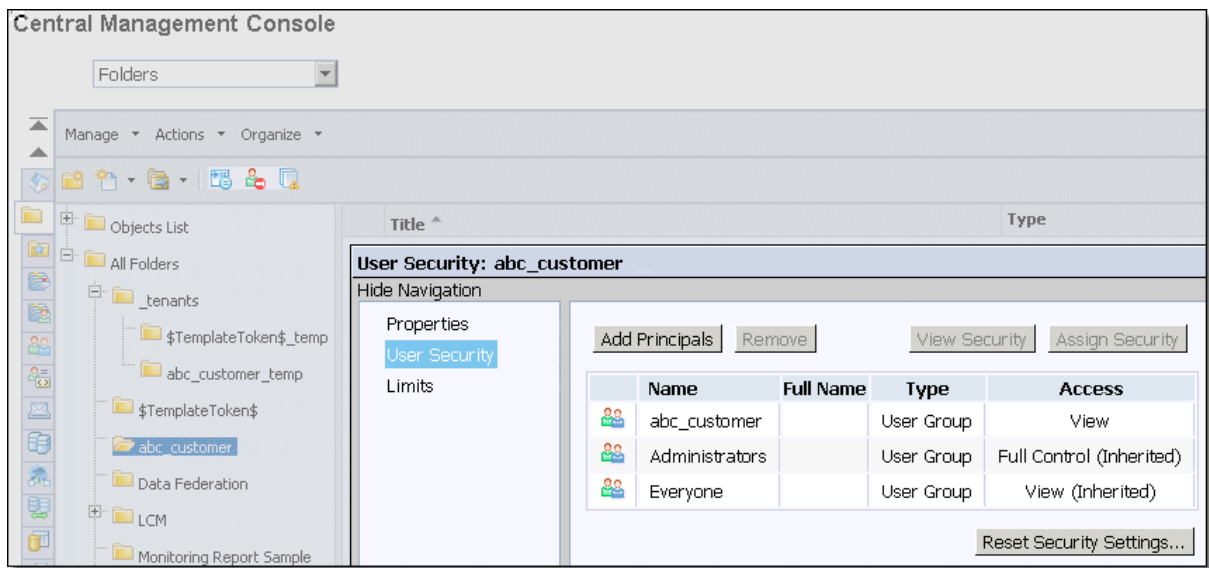 Central Management Console
Folders
Manage Actions Organize
Objects List
All Folders
_tenants
$TemplateToken$_temp
abc_customer_temp
$TemplateToken$
abc_customer
Data Federation
LCM
Monitoring Report Sample
Title Type
User Security: abc_customer
Hide Navigation
Properties
User Security
Limits
Add Principals Remove View Security Assign Security
Name Full Name Type Access
abc_customer User Group View
Administrators User Group Full Control (Inherited)
Everyone User Group View (Inherited)
Reset Security Settings...